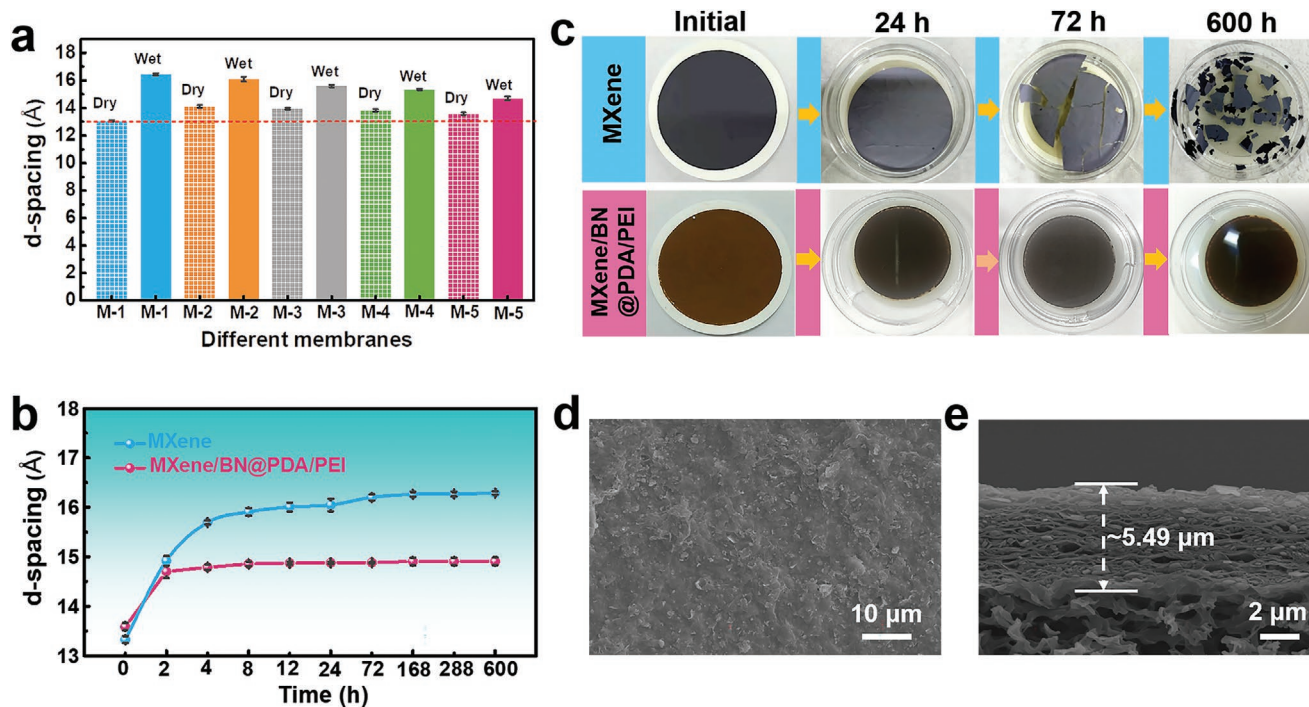 a
d-spacing (Å)
18
16
14
12
10
8
6
4
2
0
Dry
Wet
Dry
Wet
Dry
Wet
Dry
Wet
Dry
Wet
M-1 M-1 M-2 M-2 M-3 M-3 M-4 M-4 M-5 M-5
Different membranes
b
d-spacing (Å)
18
17
16
15
14
13
MXene
MXene/BN@PDA/PEI
0 2 4 8 12 24 72 168 288 600
Time (h)
c
Initial 24 h 72 h 600 h
MXene
MXene/BN
@PDA/PEI
d
10 µm
e
~5.49 µm
2 µm